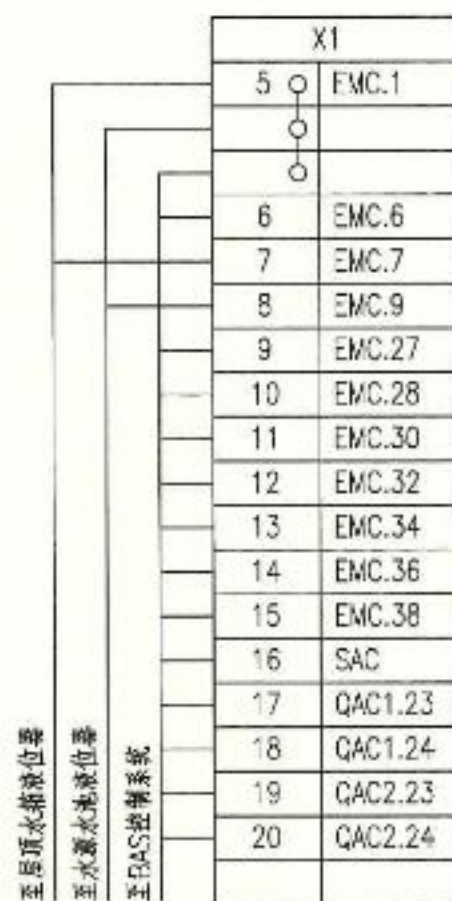 X1
5 EMC.1
6 EMC.6
7 EMC.7
8 EMC.9
9 EMC.27
10 EMC.28
11 EMC.30
12 EMC.32
13 EMC.34
14 EMC.36
15 EMC.38
16 SAC
17 QAC1.23
18 QAC1.24
19 QAC2.23
20 QAC2.24
至屋顶水箱液位器
至水源水池液位器
至BAS控制系统